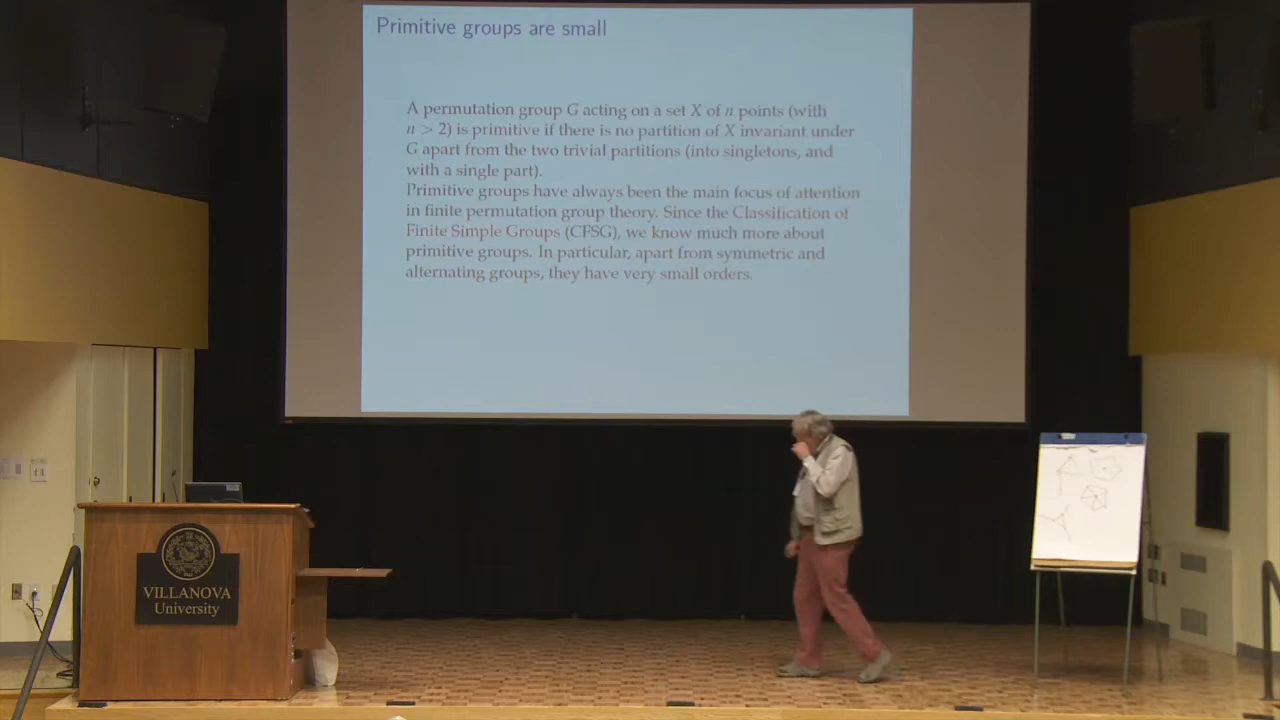 Primitive groups are small
A permutation group G acting on a set X of n points (with
n > 2) is primitive if there is no partition of X invariant under
G apart from the two trivial partitions (into singletons, and
with a single part).
Primitive groups have always been the main focus of attention
in finite permutation group theory. Since the Classification of
Finite Simple Groups (CFSG), we know much more about
primitive groups. In particular, apart from symmetric and
alternating groups, they have very small orders.
VILLANOVA
University